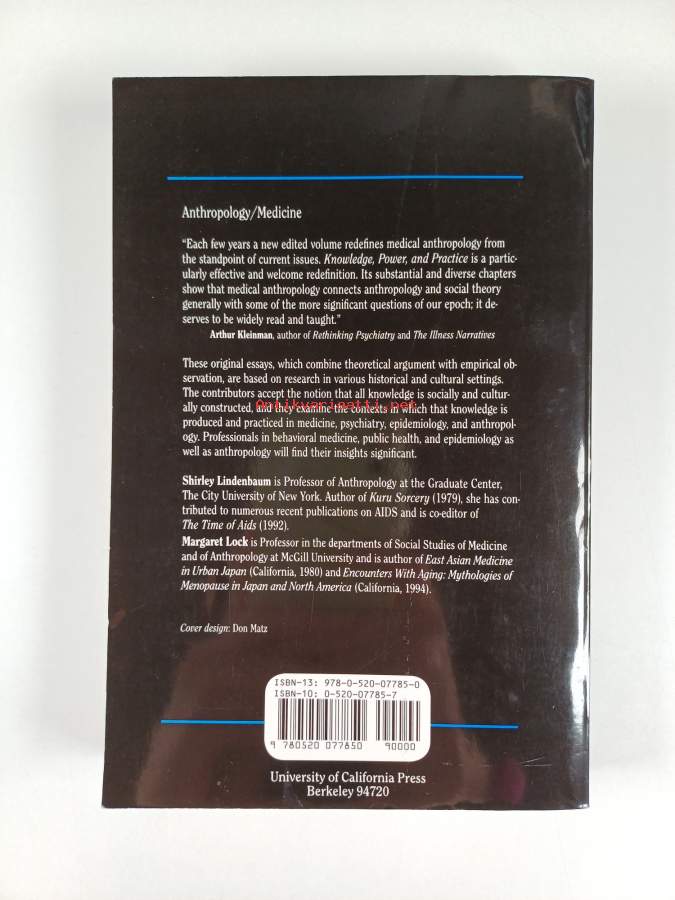 Anthropology/Medicine
“Each few years a new edited volume redefines medical anthropology from
the standpoint of current issues. Knowledge, Power, and Practice is a partic-
ularly effective and welcome redefinition. Its substantial and diverse chapters
show that medical anthropology connects anthropology and social theory
generally with some of the more significant questions of our epoch; it de-
serves to be widely read and taught.”
Arthur Kleinman, author of Rethinking Psychiatry and The Illness Narratives
These original essays, which combine theoretical argument with empirical ob-
servation, are based on research in various historical and cultural settings.
The contributors accept the notion that all knowledge is socially and cultur-
ally constructed, and they examine the contexts in which that knowledge is
Antikvariaatti.net
produced and practiced in medicine, psychiatry, epidemiology, and anthropol-
ogy. Professionals in behavioral medicine, public health, and epidemiology as
well as anthropology will find their insights significant.
Shirley Lindenbaum is Professor of Anthropology at the Graduate Center,
The City University of New York. Author of Kuru Sorcery (1979), she has con-
tributed to numerous recent publications on AIDS and is co-editor of
The Time of Aids (1992).
Margaret Lock is Professor in the departments of Social Studies of Medicine
and of Anthropology at McGill University and is author of East Asian Medicine
in Urban Japan (California, 1980) and Encounters With Aging: Mythologies of
Menopause in Japan and North America (California, 1994).
Cover design: Don Matz
ISBN-13: 978-0-520-07785-0
ISBN-10: 0-520-07785-7
9 780520 077850 90000
University of California Press
Berkeley 94720